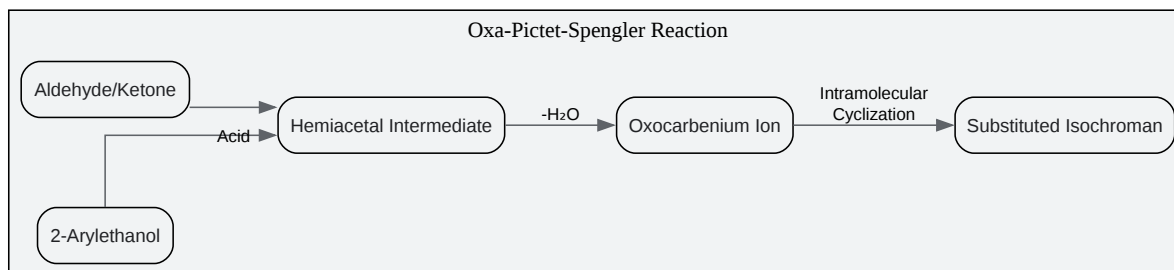 Oxa-Pictet-Spengler Reaction
Aldehyde/Ketone
Acid
2-Arylethanol
Hemiacetal Intermediate
-H₂O
Oxocarbenium Ion
Intramolecular
Cyclization
Substituted Isochroman